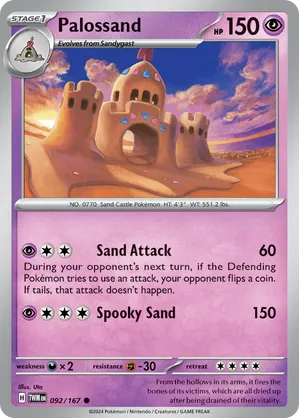 STAGE 1
Palossand
HP 150
Evolves from Sandygast
NO. 0770 Sand Castle Pokémon HT: 4'3" WT: 551.2 lbs.
Sand Attack 60
During your opponent's next turn, if the Defending
Pokémon tries to use an attack, your opponent flips a coin.
If tails, that attack doesn't happen.
Spooky Sand 150
weakness ×2 resistance -30 retreat
Illus. Uta
H TWM EN 092/167
From the hollows in its arms, it fires the
bones of its victims, which are all dried up
after being drained of their vitality.
©2024 Pokémon / Nintendo / Creatures / GAME FREAK